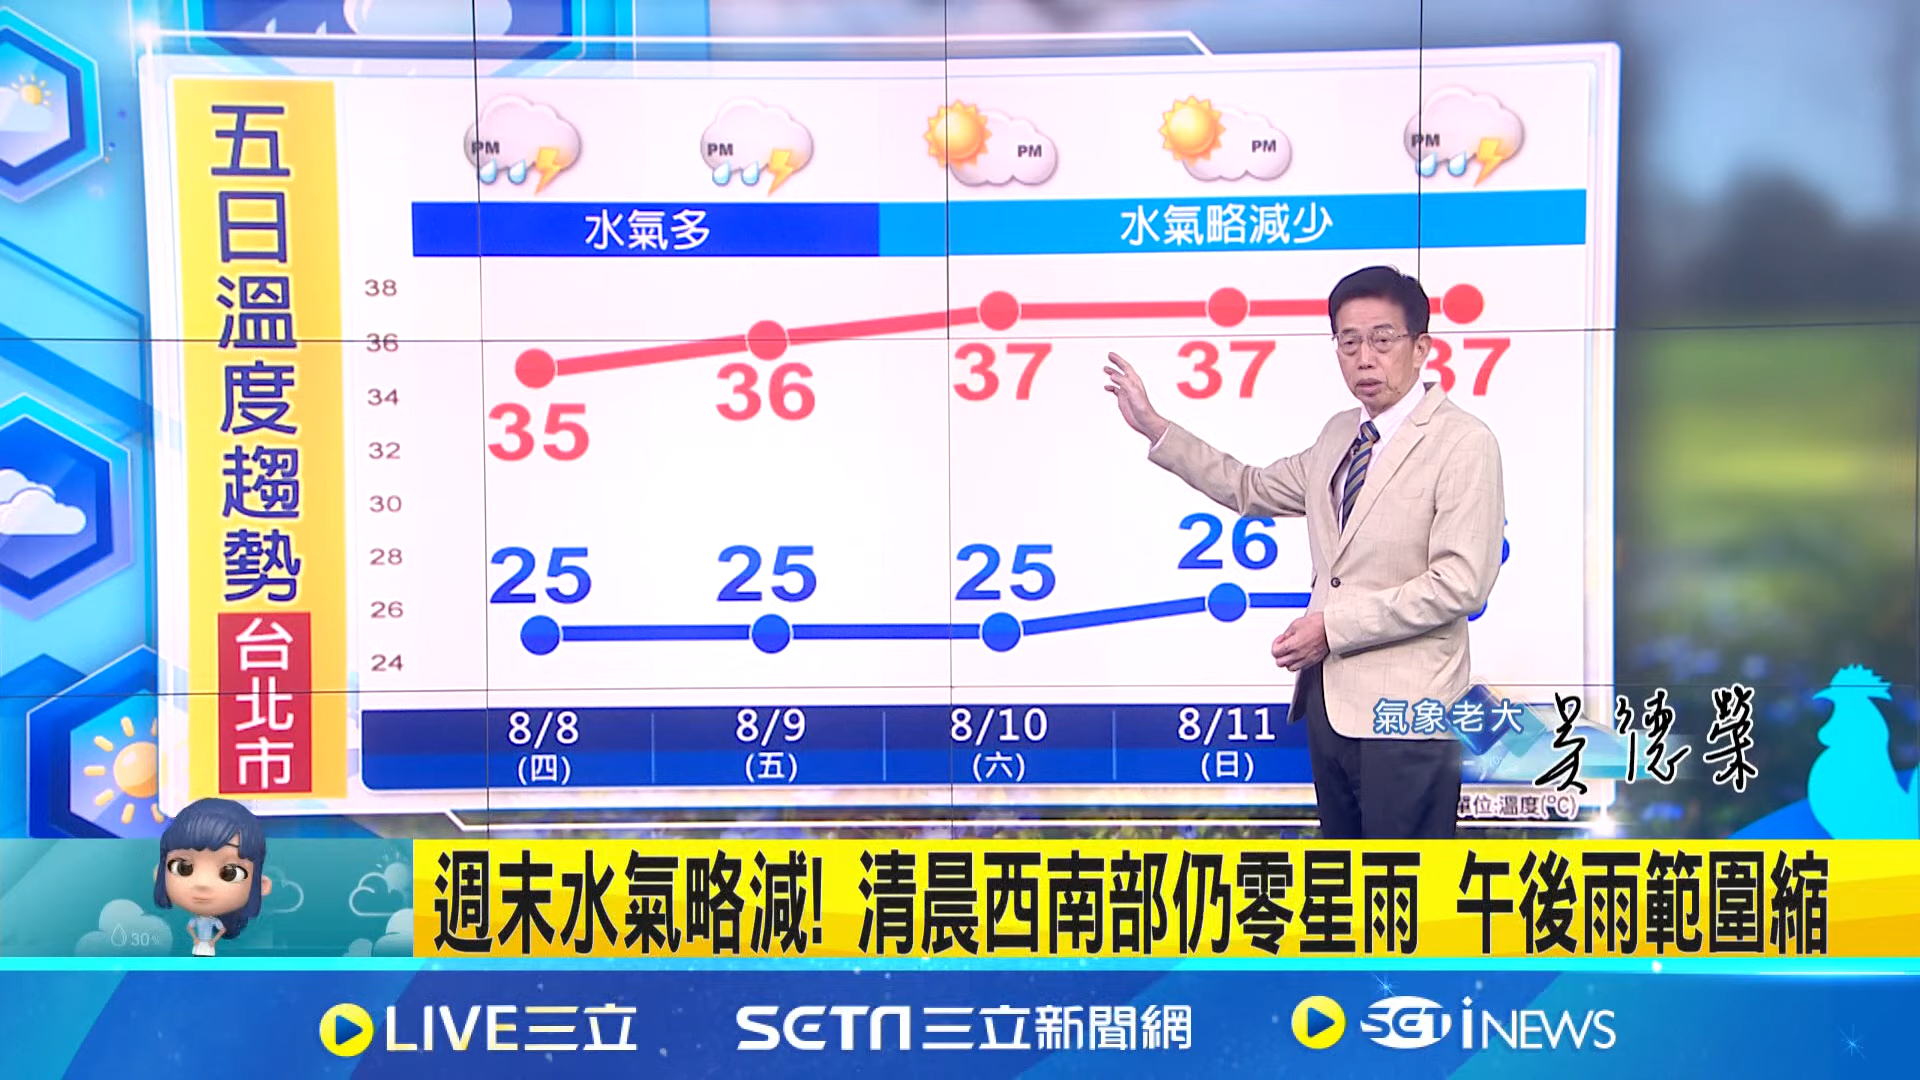 五日溫度趨勢
台北市
PM
PM
PM
PM
PM
水氣多
水氣略減少
38
36
34
32
30
28
26
24
35
36
37
37
37
25
25
25
26
8/8
(四)
8/9
(五)
8/10
(六)
8/11
(日)
單位:溫度(°C)
氣象老大
吳德榮
30%
週末水氣略減! 清晨西南部仍零星雨 午後雨範圍縮
LIVE三立
SETN三立新聞網
SETiNEWS